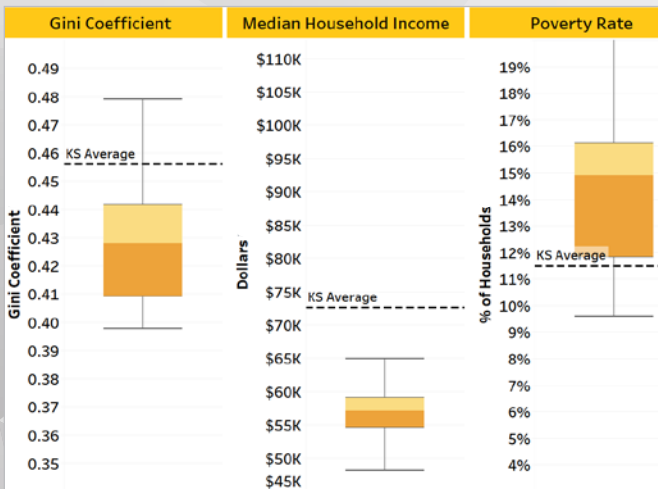 Gini Coefficient
Median Household Income
Poverty Rate
Gini Coefficient
0.49
0.48
0.47
0.46
0.45
0.44
0.43
0.42
0.41
0.40
0.39
0.38
0.37
0.36
0.35
KS Average
Dollars
$110K
$105K
$100K
$95K
$90K
$85K
$80K
$75K
$70K
$65K
$60K
$55K
$50K
$45K
KS Average
% of Households
19%
18%
17%
16%
15%
14%
13%
12%
11%
10%
9%
8%
7%
6%
5%
4%
KS Average